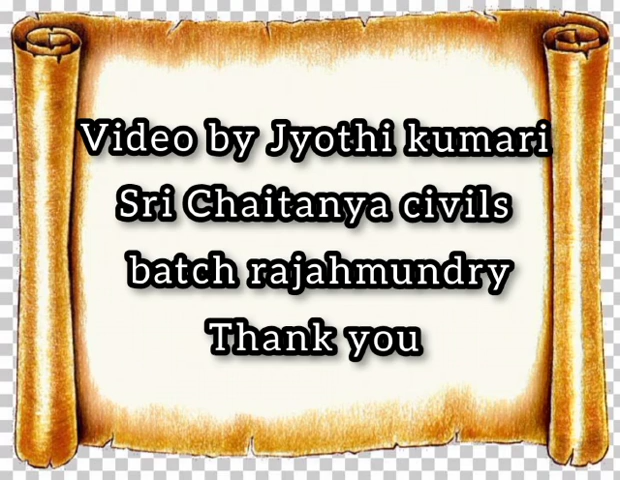 Video by Jyothi kumari
Sri Chaitanya civils
batch rajahmundry
Thank you